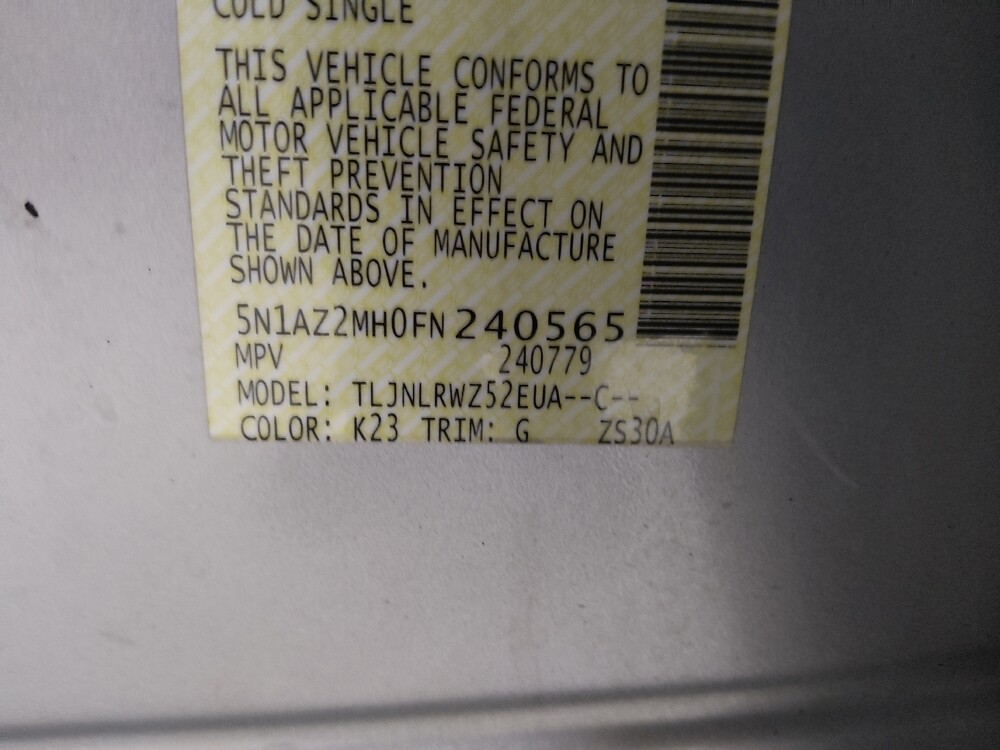 COLD SINGLE
THIS VEHICLE CONFORMS TO
ALL APPLICABLE FEDERAL
MOTOR VEHICLE SAFETY AND
THEFT PREVENTION
STANDARDS IN EFFECT ON
THE DATE OF MANUFACTURE
SHOWN ABOVE.
5N1AZ2MH0FN240565
MPV 240779
MODEL: TLJNLRWZ52EUA--C--
COLOR: K23 TRIM: G ZS30A